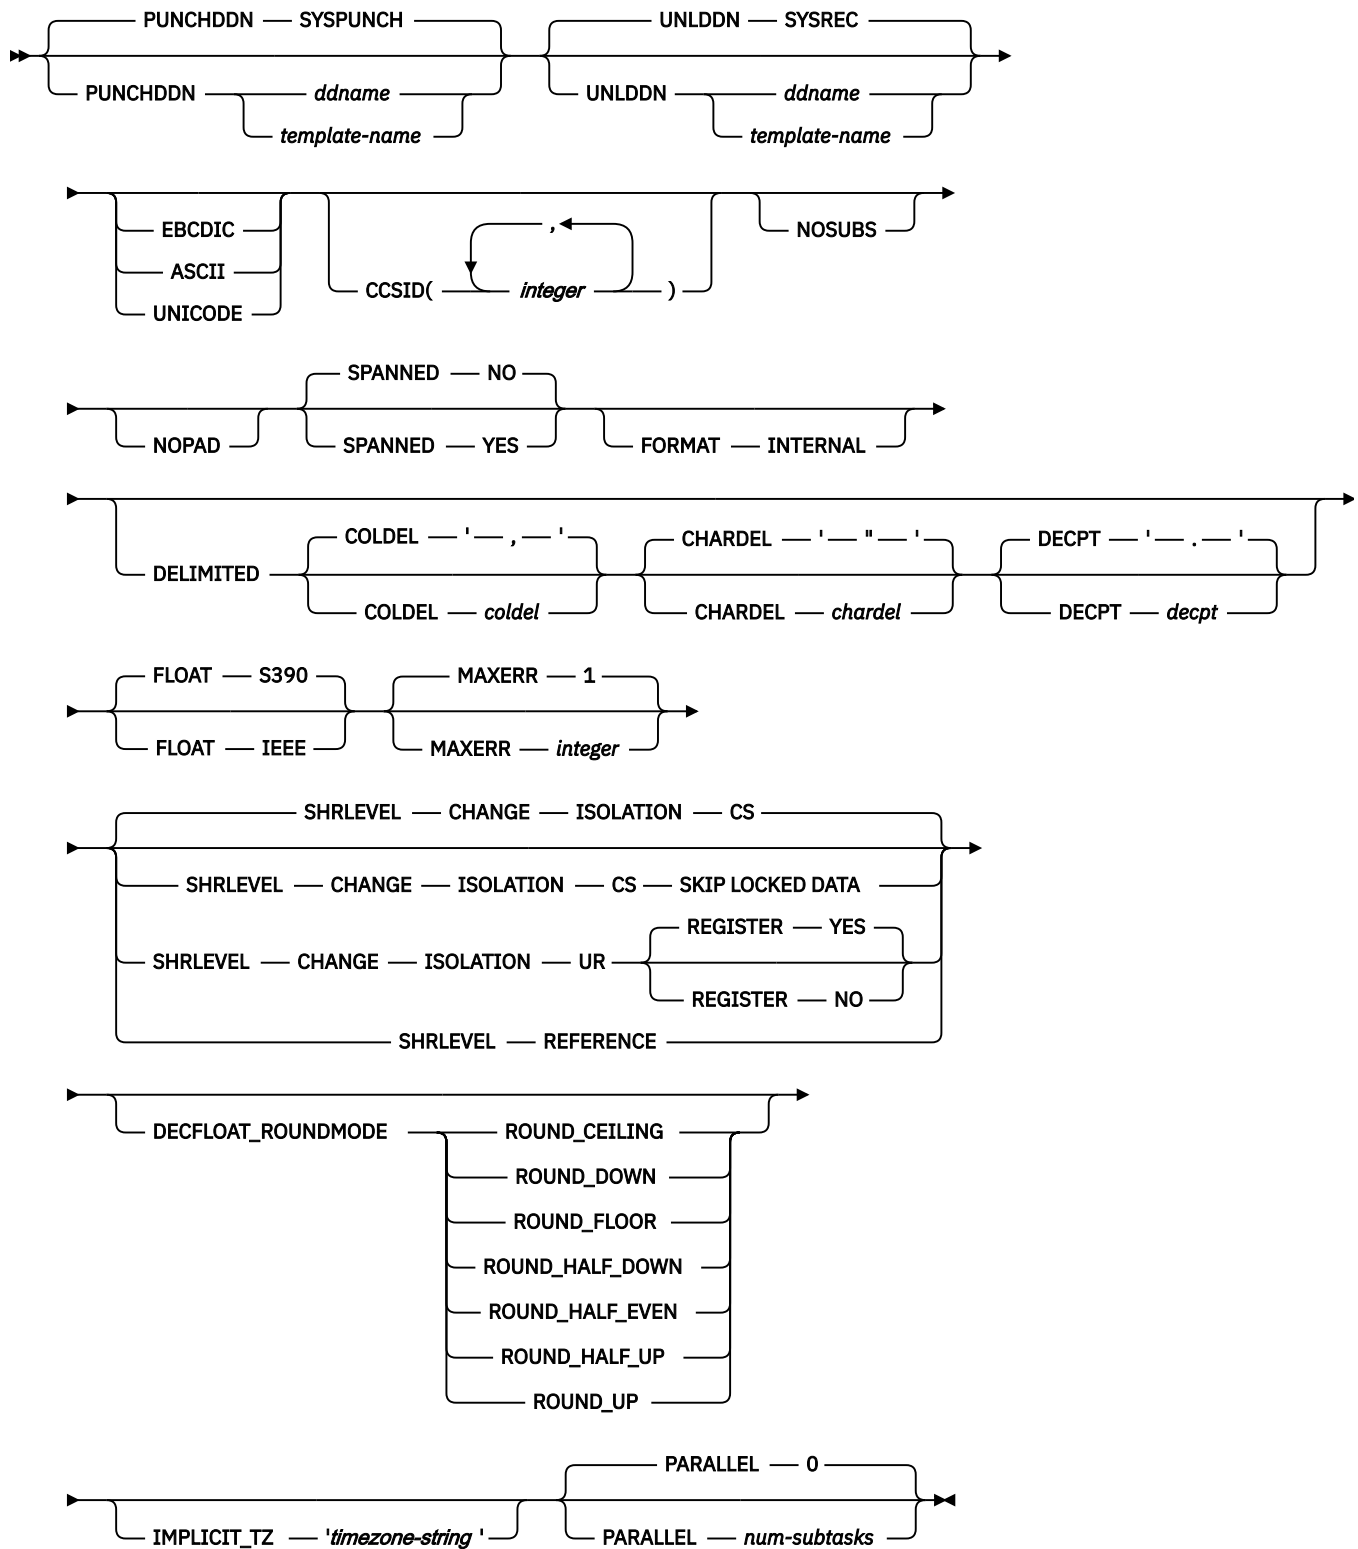 PUNCHDDN SYSPUNCH UNLDDN SYSREC
PUNCHDDN ddname UNLDDN ddname
template-name template-name
,
EBCDIC NOSUBS
ASCII
CCSID( integer )
UNICODE
SPANNED NO
NOPAD SPANNED YES FORMAT INTERNAL
COLDEL ' , ' CHARDEL ' " ' DECPT ' . '
DELIMITED
COLDEL coldel CHARDEL chardel DECPT decpt
FLOAT S390 MAXERR 1
FLOAT IEEE MAXERR integer
SHRLEVEL CHANGE ISOLATION CS
SHRLEVEL CHANGE ISOLATION CS SKIP LOCKED DATA
REGISTER YES
SHRLEVEL CHANGE ISOLATION UR
REGISTER NO
SHRLEVEL REFERENCE
DECFLOAT_ROUNDMODE ROUND_CEILING
ROUND_DOWN
ROUND_FLOOR
ROUND_HALF_DOWN
ROUND_HALF_EVEN
ROUND_HALF_UP
ROUND_UP
PARALLEL 0
IMPLICIT_TZ 'timezone-string ' PARALLEL num-subtasks